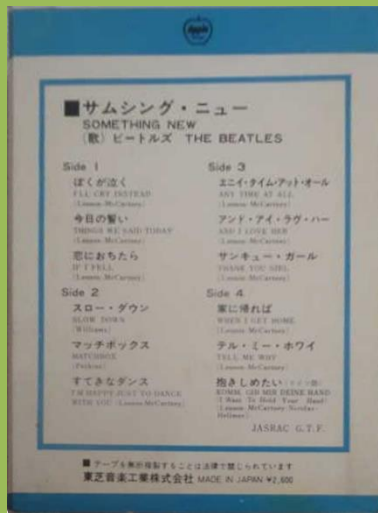 Apple
■サムシング・ニュー
SOMETHING NEW
(歌) ビートルズ THE BEATLES
Side 1
ぼくが泣く
I'LL CRY INSTEAD
(Lennon-McCartney)
今日の誓い
THINGS WE SAID TODAY
(Lennon-McCartney)
恋におちたら
IF I FELL
(Lennon-McCartney)
Side 2
スロー・ダウン
SLOW DOWN
(Williams)
マッチボックス
MATCHBOX
(Perkins)
すてきなダンス
I'M HAPPY JUST TO DANCE
WITH YOU (Lennon-McCartney)
Side 3
エニイ・タイム・アット・オール
ANY TIME AT ALL
(Lennon-McCartney)
アンド・アイ・ラヴ・ハー
AND I LOVE HER
(Lennon-McCartney)
サンキュー・ガール
THANK YOU GIRL
(Lennon-McCartney)
Side 4
家に帰れば
WHEN I GET HOME
(Lennon-McCartney)
テル・ミー・ホワイ
TELL ME WHY
(Lennon-McCartney)
抱きしめたい(ドイツ語)
KOMM, GIB MIR DEINE HAND
(I Want To Hold Your Hand)
(Lennon-McCartney-Nicolas-
Hellmer)
JASRAC G.T.F.
■テープを無断複製することは法律で禁じられています
東芝音楽工業株式会社 MADE IN JAPAN ¥2,600